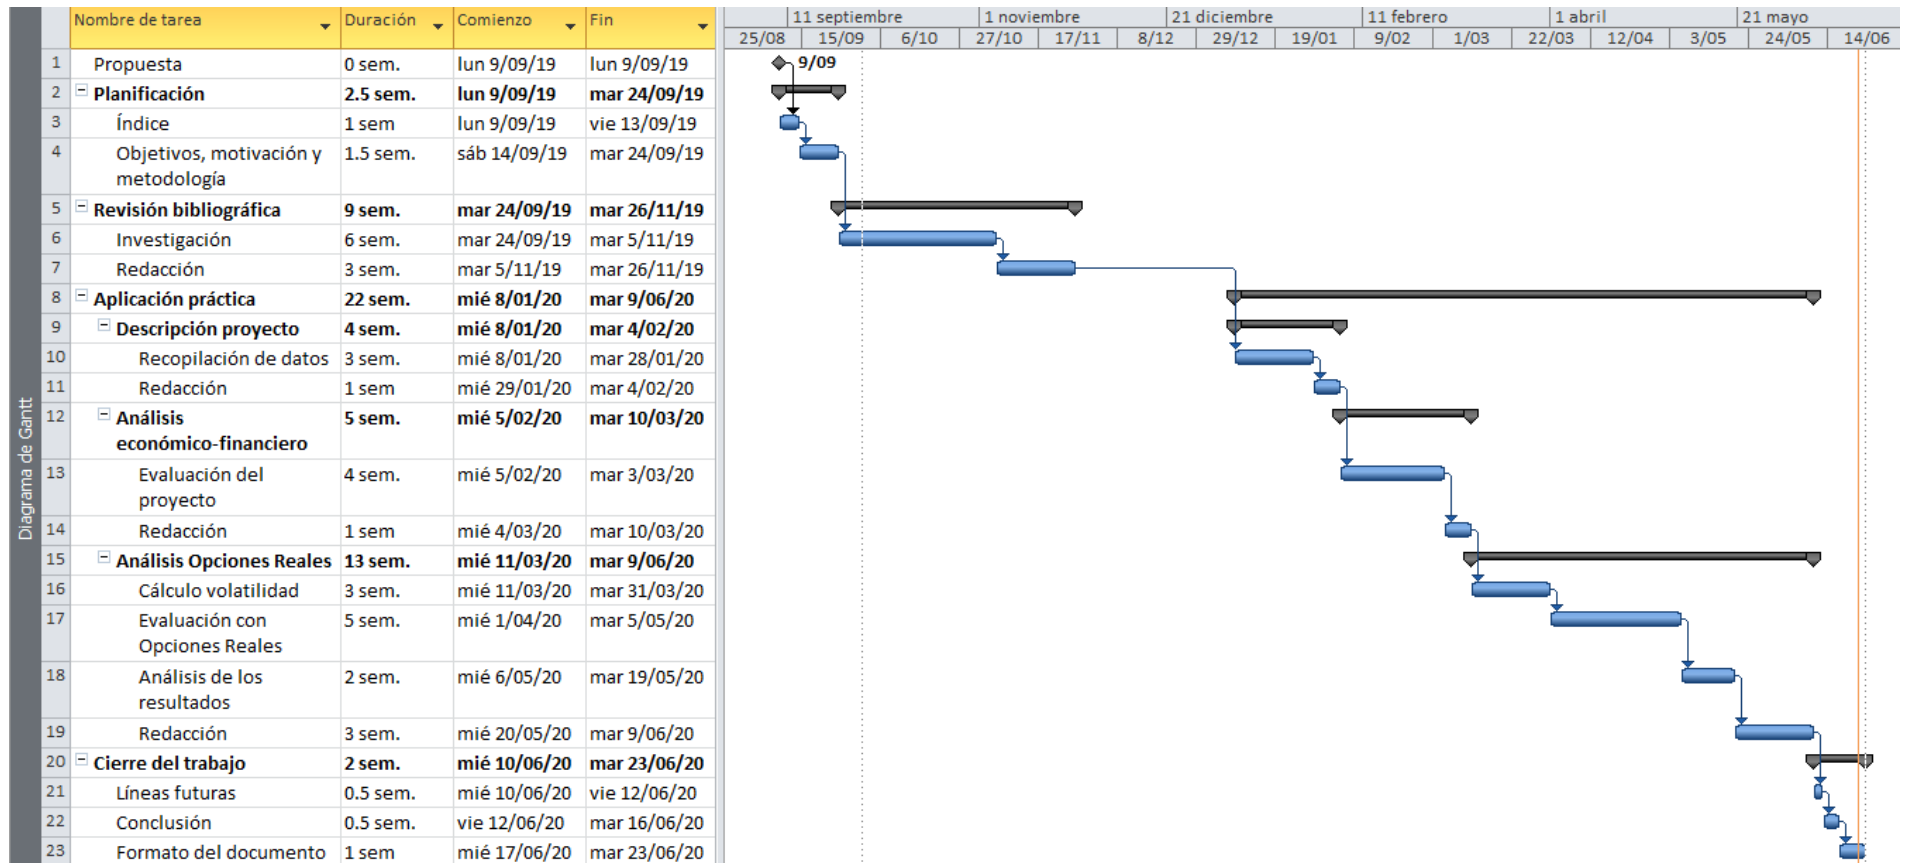 Nombre de tarea Duración Comienzo Fin 11 septiembre 1 noviembre 21 diciembre 11 febrero 1 abril 21 mayo
25/08 15/09 6/10 27/10 17/11 8/12 29/12 19/01 9/02 1/03 22/03 12/04 3/05 24/05 14/06
1 Propuesta 0 sem. lun 9/09/19 lun 9/09/19 9/09
2 Planificación 2.5 sem. lun 9/09/19 mar 24/09/19
3 Índice 1 sem lun 9/09/19 vie 13/09/19
4 Objetivos, motivación y 1.5 sem. sáb 14/09/19 mar 24/09/19
metodología
5 Revisión bibliográfica 9 sem. mar 24/09/19 mar 26/11/19
6 Investigación 6 sem. mar 24/09/19 mar 5/11/19
7 Redacción 3 sem. mar 5/11/19 mar 26/11/19
8 Aplicación práctica 22 sem. mié 8/01/20 mar 9/06/20
9 Descripción proyecto 4 sem. mié 8/01/20 mar 4/02/20
10 Recopilación de datos 3 sem. mié 8/01/20 mar 28/01/20
11 Redacción 1 sem mié 29/01/20 mar 4/02/20
12 Análisis 5 sem. mié 5/02/20 mar 10/03/20
económico-financiero
13 Evaluación del 4 sem. mié 5/02/20 mar 3/03/20
proyecto
14 Redacción 1 sem mié 4/03/20 mar 10/03/20
15 Análisis Opciones Reales 13 sem. mié 11/03/20 mar 9/06/20
16 Cálculo volatilidad 3 sem. mié 11/03/20 mar 31/03/20
17 Evaluación con 5 sem. mié 1/04/20 mar 5/05/20
Opciones Reales
18 Análisis de los 2 sem. mié 6/05/20 mar 19/05/20
resultados
19 Redacción 3 sem. mié 20/05/20 mar 9/06/20
20 Cierre del trabajo 2 sem. mié 10/06/20 mar 23/06/20
21 Líneas futuras 0.5 sem. mié 10/06/20 vie 12/06/20
22 Conclusión 0.5 sem. vie 12/06/20 mar 16/06/20
23 Formato del documento 1 sem mié 17/06/20 mar 23/06/20
Diagrama de Gantt